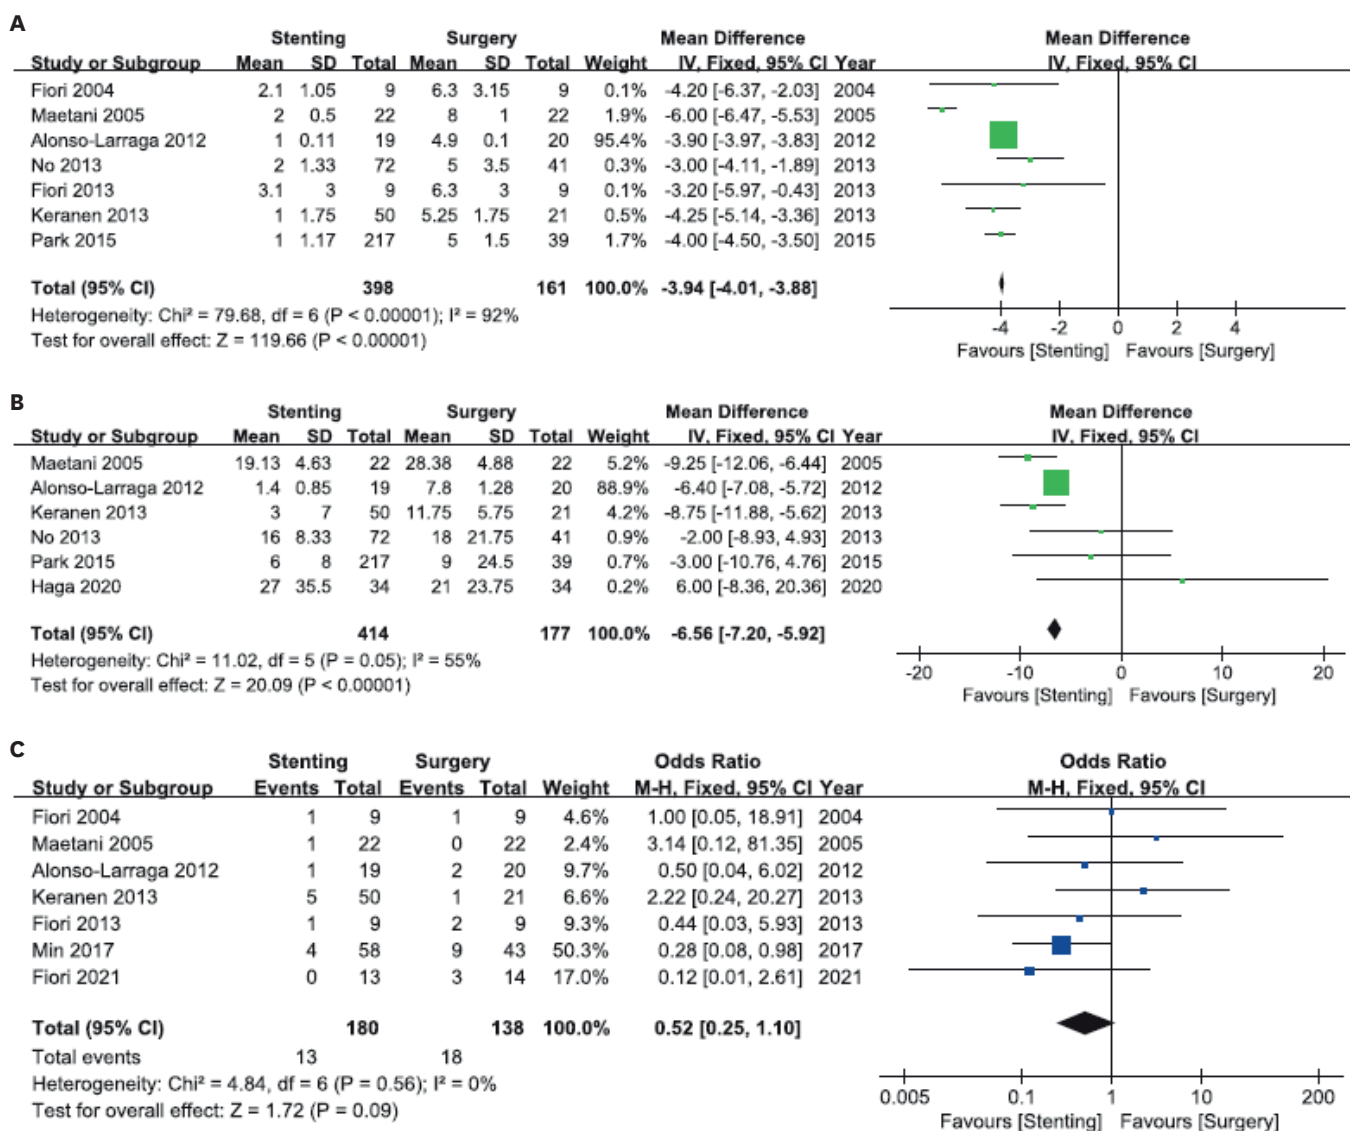 A
Stenting Surgery Mean Difference Mean Difference
Study or Subgroup Mean SD Total Mean SD Total Weight IV, Fixed, 95% CI Year IV, Fixed, 95% CI
Fiori 2004 2.1 1.05 9 6.3 3.15 9 0.1% -4.20 [-6.37, -2.03] 2004
Maetani 2005 2 0.5 22 8 1 22 1.9% -6.00 [-6.47, -5.53] 2005
Alonso-Larraga 2012 1 0.11 19 4.9 0.1 20 95.4% -3.90 [-3.97, -3.83] 2012
No 2013 2 1.33 72 5 3.5 41 0.3% -3.00 [-4.11, -1.89] 2013
Fiori 2013 3.1 3 9 6.3 3 9 0.1% -3.20 [-5.97, -0.43] 2013
Keranen 2013 1 1.75 50 5.25 1.75 21 0.5% -4.25 [-5.14, -3.36] 2013
Park 2015 1 1.17 217 5 1.5 39 1.7% -4.00 [-4.50, -3.50] 2015
Total (95% CI) 398 161 100.0% -3.94 [-4.01, -3.88]
Heterogeneity: Chi² = 79.68, df = 6 (P < 0.00001); I² = 92%
Test for overall effect: Z = 119.66 (P < 0.00001)
-4 -2 0 2 4
Favours [Stenting] Favours [Surgery]
B
Stenting Surgery Mean Difference Mean Difference
Study or Subgroup Mean SD Total Mean SD Total Weight IV, Fixed, 95% CI Year IV, Fixed, 95% CI
Maetani 2005 19.13 4.63 22 28.38 4.88 22 5.2% -9.25 [-12.06, -6.44] 2005
Alonso-Larraga 2012 1.4 0.85 19 7.8 1.28 20 88.9% -6.40 [-7.08, -5.72] 2012
Keranen 2013 3 7 50 11.75 5.75 21 4.2% -8.75 [-11.88, -5.62] 2013
No 2013 16 8.33 72 18 21.75 41 0.9% -2.00 [-8.93, 4.93] 2013
Park 2015 6 8 217 9 24.5 39 0.7% -3.00 [-10.76, 4.76] 2015
Haga 2020 27 35.5 34 21 23.75 34 0.2% 6.00 [-8.36, 20.36] 2020
Total (95% CI) 414 177 100.0% -6.56 [-7.20, -5.92]
Heterogeneity: Chi² = 11.02, df = 5 (P = 0.05); I² = 55%
Test for overall effect: Z = 20.09 (P < 0.00001)
-20 -10 0 10 20
Favours [Stenting] Favours [Surgery]
C
Stenting Surgery Odds Ratio Odds Ratio
Study or Subgroup Events Total Events Total Weight M-H, Fixed, 95% CI Year M-H, Fixed, 95% CI
Fiori 2004 1 9 1 9 4.6% 1.00 [0.05, 18.91] 2004
Maetani 2005 1 22 0 22 2.4% 3.14 [0.12, 81.35] 2005
Alonso-Larraga 2012 1 19 2 20 9.7% 0.50 [0.04, 6.02] 2012
Keranen 2013 5 50 1 21 6.6% 2.22 [0.24, 20.27] 2013
Fiori 2013 1 9 2 9 9.3% 0.44 [0.03, 5.93] 2013
Min 2017 4 58 9 43 50.3% 0.28 [0.08, 0.98] 2017
Fiori 2021 0 13 3 14 17.0% 0.12 [0.01, 2.61] 2021
Total (95% CI) 180 138 100.0% 0.52 [0.25, 1.10]
Total events 13 18
Heterogeneity: Chi² = 4.84, df = 6 (P = 0.56); I² = 0%
Test for overall effect: Z = 1.72 (P = 0.09)
0.005 0.1 1 10 200
Favours [Stenting] Favours [Surgery]